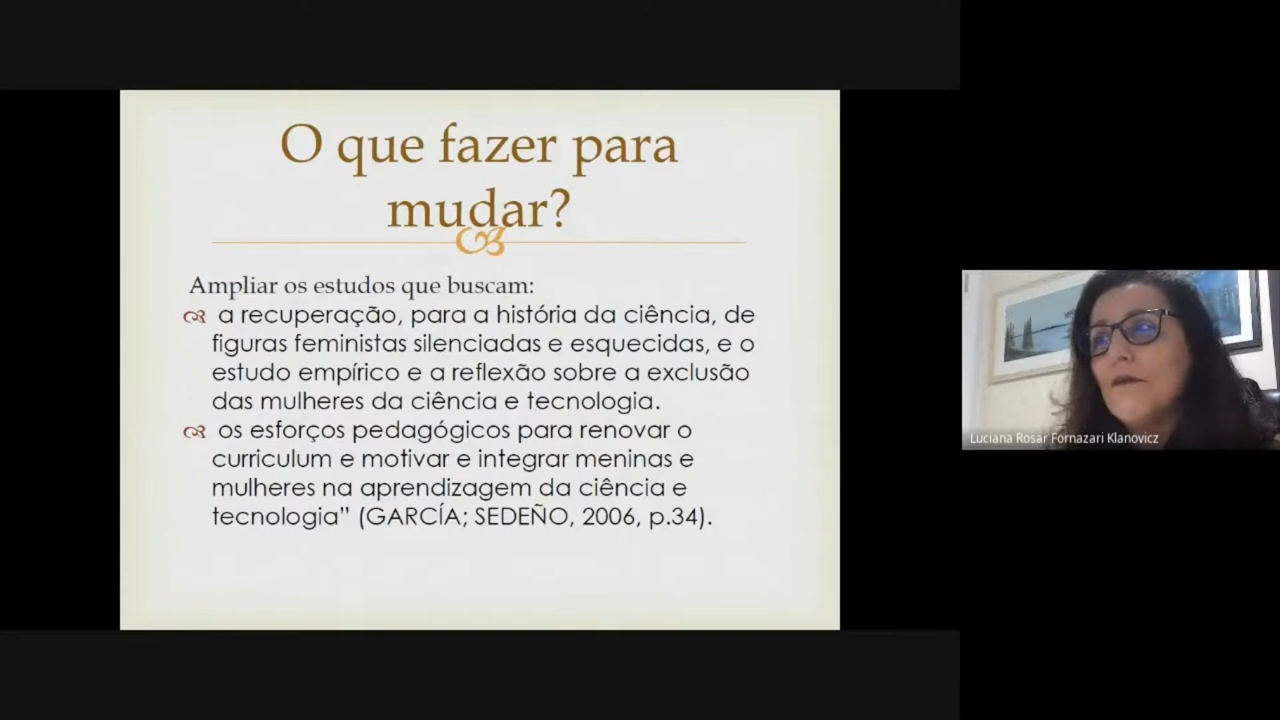 O que fazer para
mudar?
Ampliar os estudos que buscam:
a recuperação, para a história da ciência, de
figuras feministas silenciadas e esquecidas, e o
estudo empírico e a reflexão sobre a exclusão
das mulheres da ciência e tecnologia.
os esforços pedagógicos para renovar o
curriculum e motivar e integrar meninas e
mulheres na aprendizagem da ciência e
tecnologia” (GARCÍA; SEDEÑO, 2006, p.34).
Luciana Rosar Fornazari Klanovicz